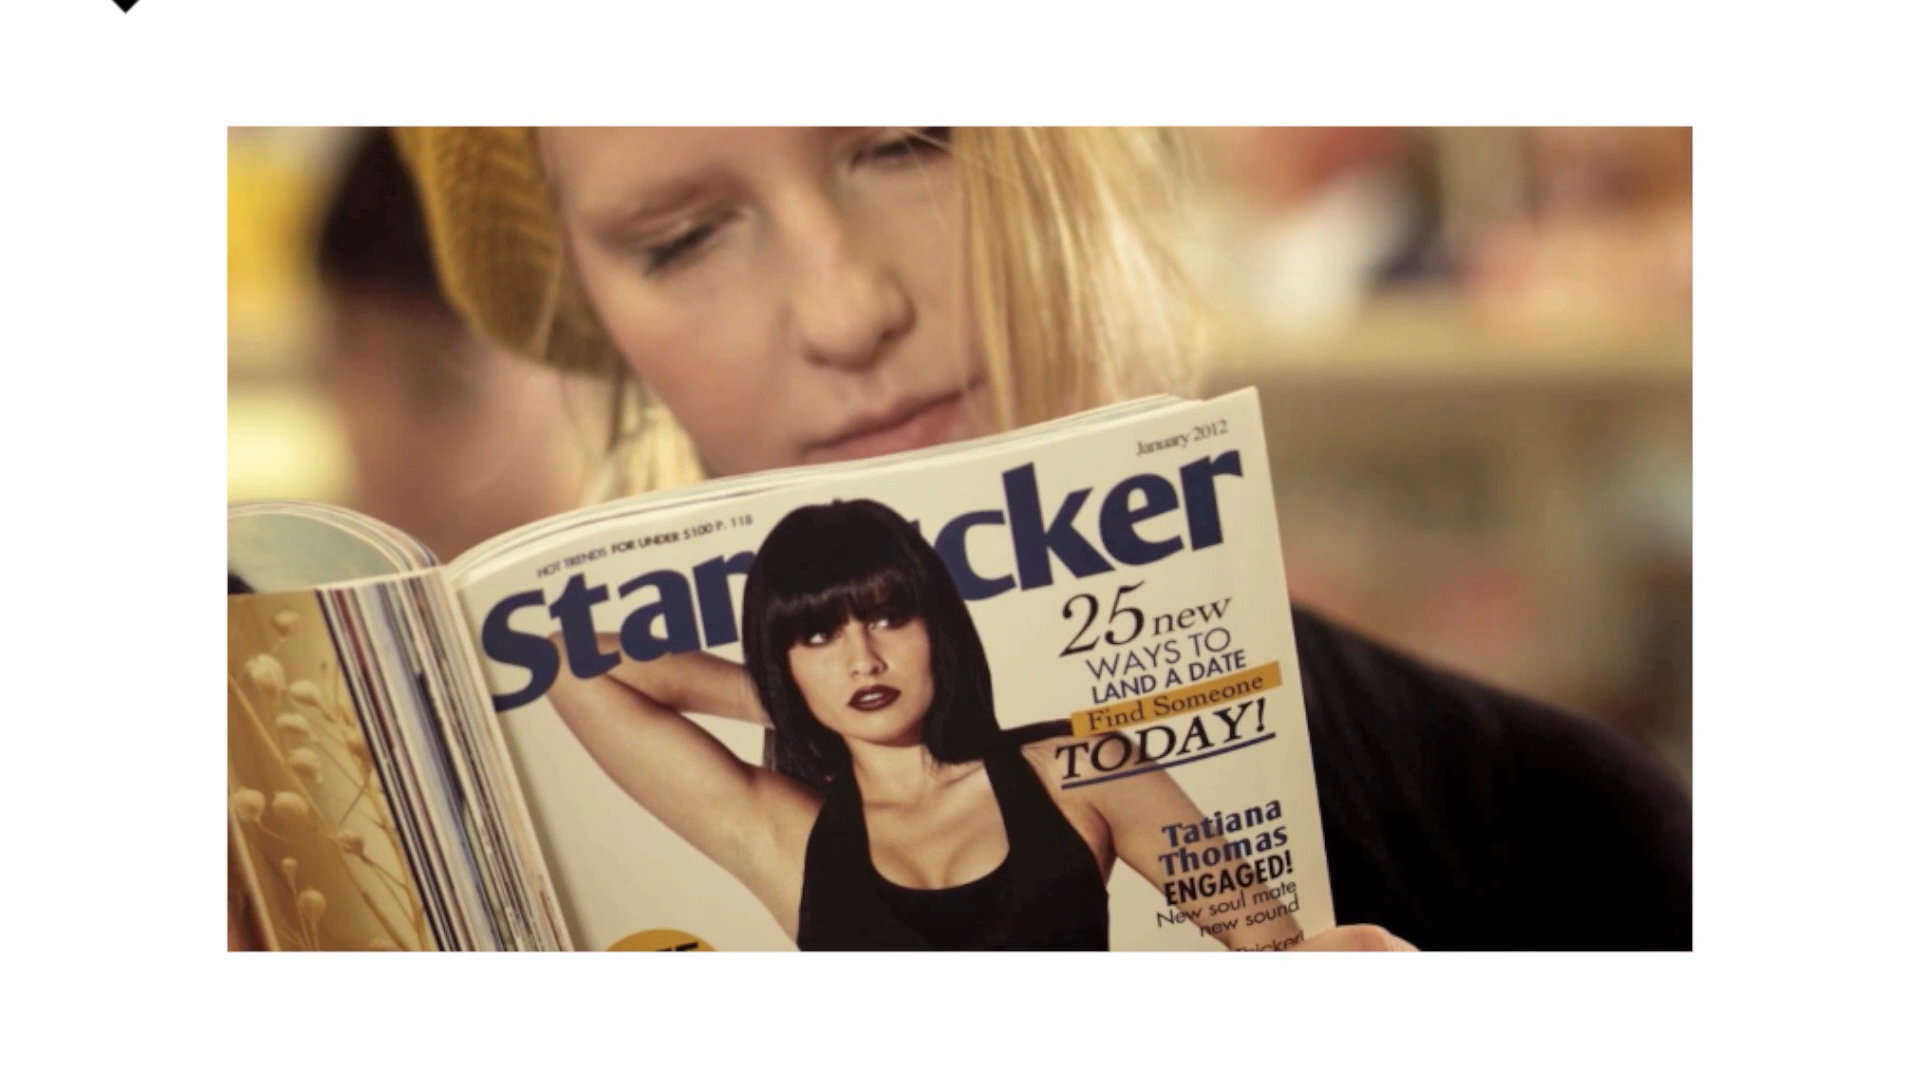 January 2012
HOT TRENDS FOR UNDER $100 P. 118
star cker
25 new
WAYS TO
LAND A DATE
Find Someone
TODAY!
Tatiana
Thomas
ENGAGED!
New soul mate
new sound
Thicker!